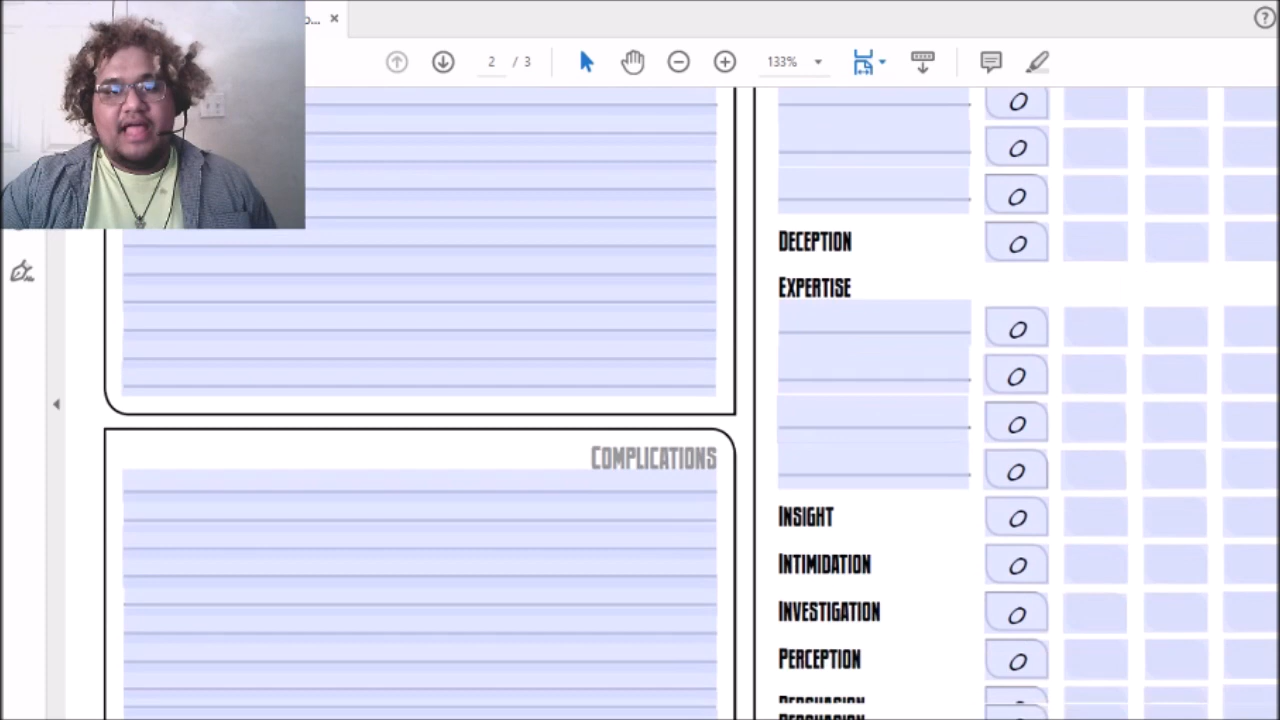 o... ×
2 / 3
133%
0
0
0
DECEPTION 0
EXPERTISE
0
0
0
0
COMPLICATIONS
INSIGHT 0
INTIMIDATION 0
INVESTIGATION 0
PERCEPTION 0
PERSUASION